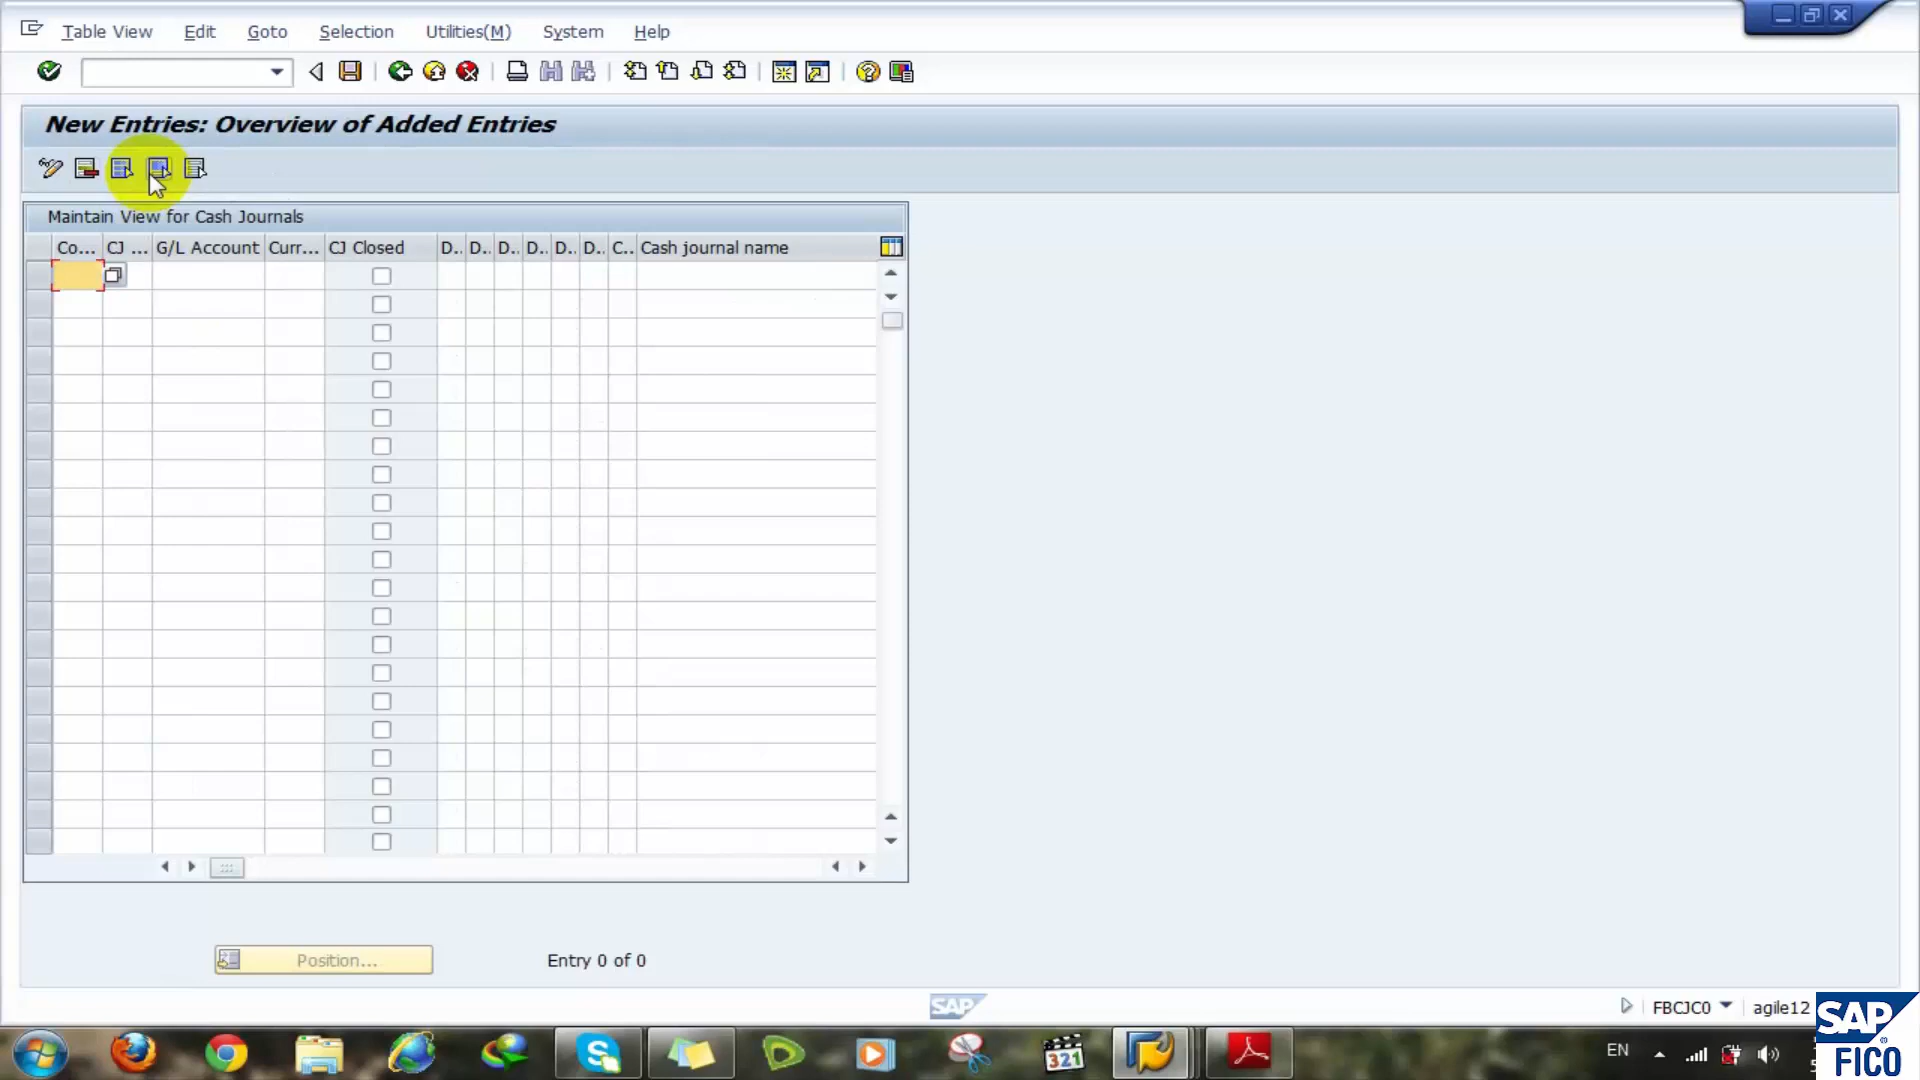 Table View Edit Goto Selection Utilities(M) System Help
New Entries: Overview of Added Entries
Maintain View for Cash Journals
Co... CJ ... G/L Account Curr... CJ Closed D.. D.. D.. D.. D.. D.. C.. Cash journal name
Position... Entry 0 of 0
SAP
FBCJC0 agile12
SAP
FICO
321
EN